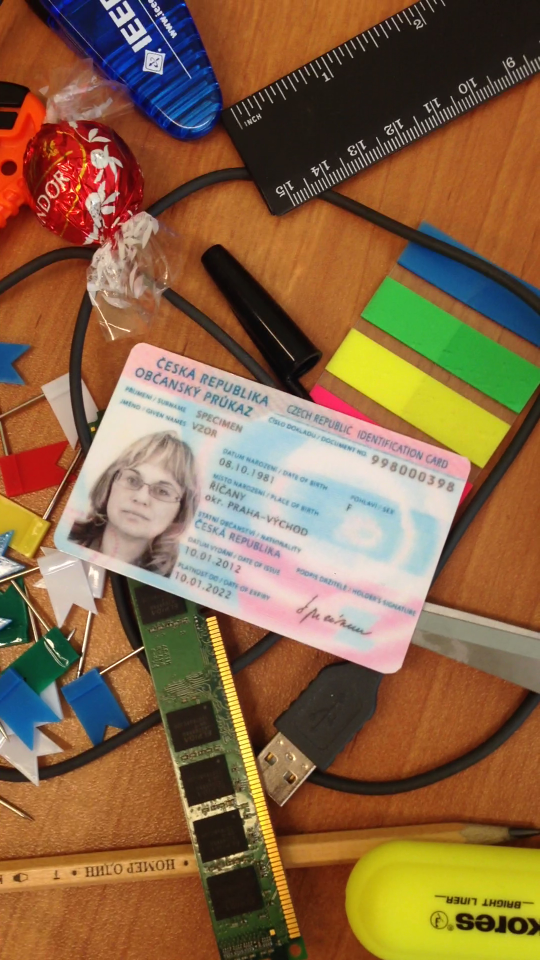 IEEE
www.ieee
INCH
1
2
15
14
13
12
11
10
9
DOR
ČESKÁ REPUBLIKA
OBČANSKÝ PRŮKAZ
CZECH REPUBLIC IDENTIFICATION CARD
ČÍSLO DOKLADU / DOCUMENT NO. 998000398
PŘÍJMENÍ / SURNAME SPECIMEN
JMÉNO / GIVEN NAMES VZOR
DATUM NAROZENÍ / DATE OF BIRTH
08.10.1981
POHLAVÍ / SEX
F
MÍSTO NAROZENÍ / PLACE OF BIRTH
ŘÍČANY
okr. PRAHA-VÝCHOD
STÁTNÍ OBČANSTVÍ / NATIONALITY
ČESKÁ REPUBLIKA
DATUM VYDÁNÍ / DATE OF ISSUE
10.01.2012
PLATNOST DO / DATE OF EXPIRY
10.01.2022
PODPIS DRŽITELE / HOLDER'S SIGNATURE
Specimen
НОМЕР ОДИН
Kores
BRIGHT LINER